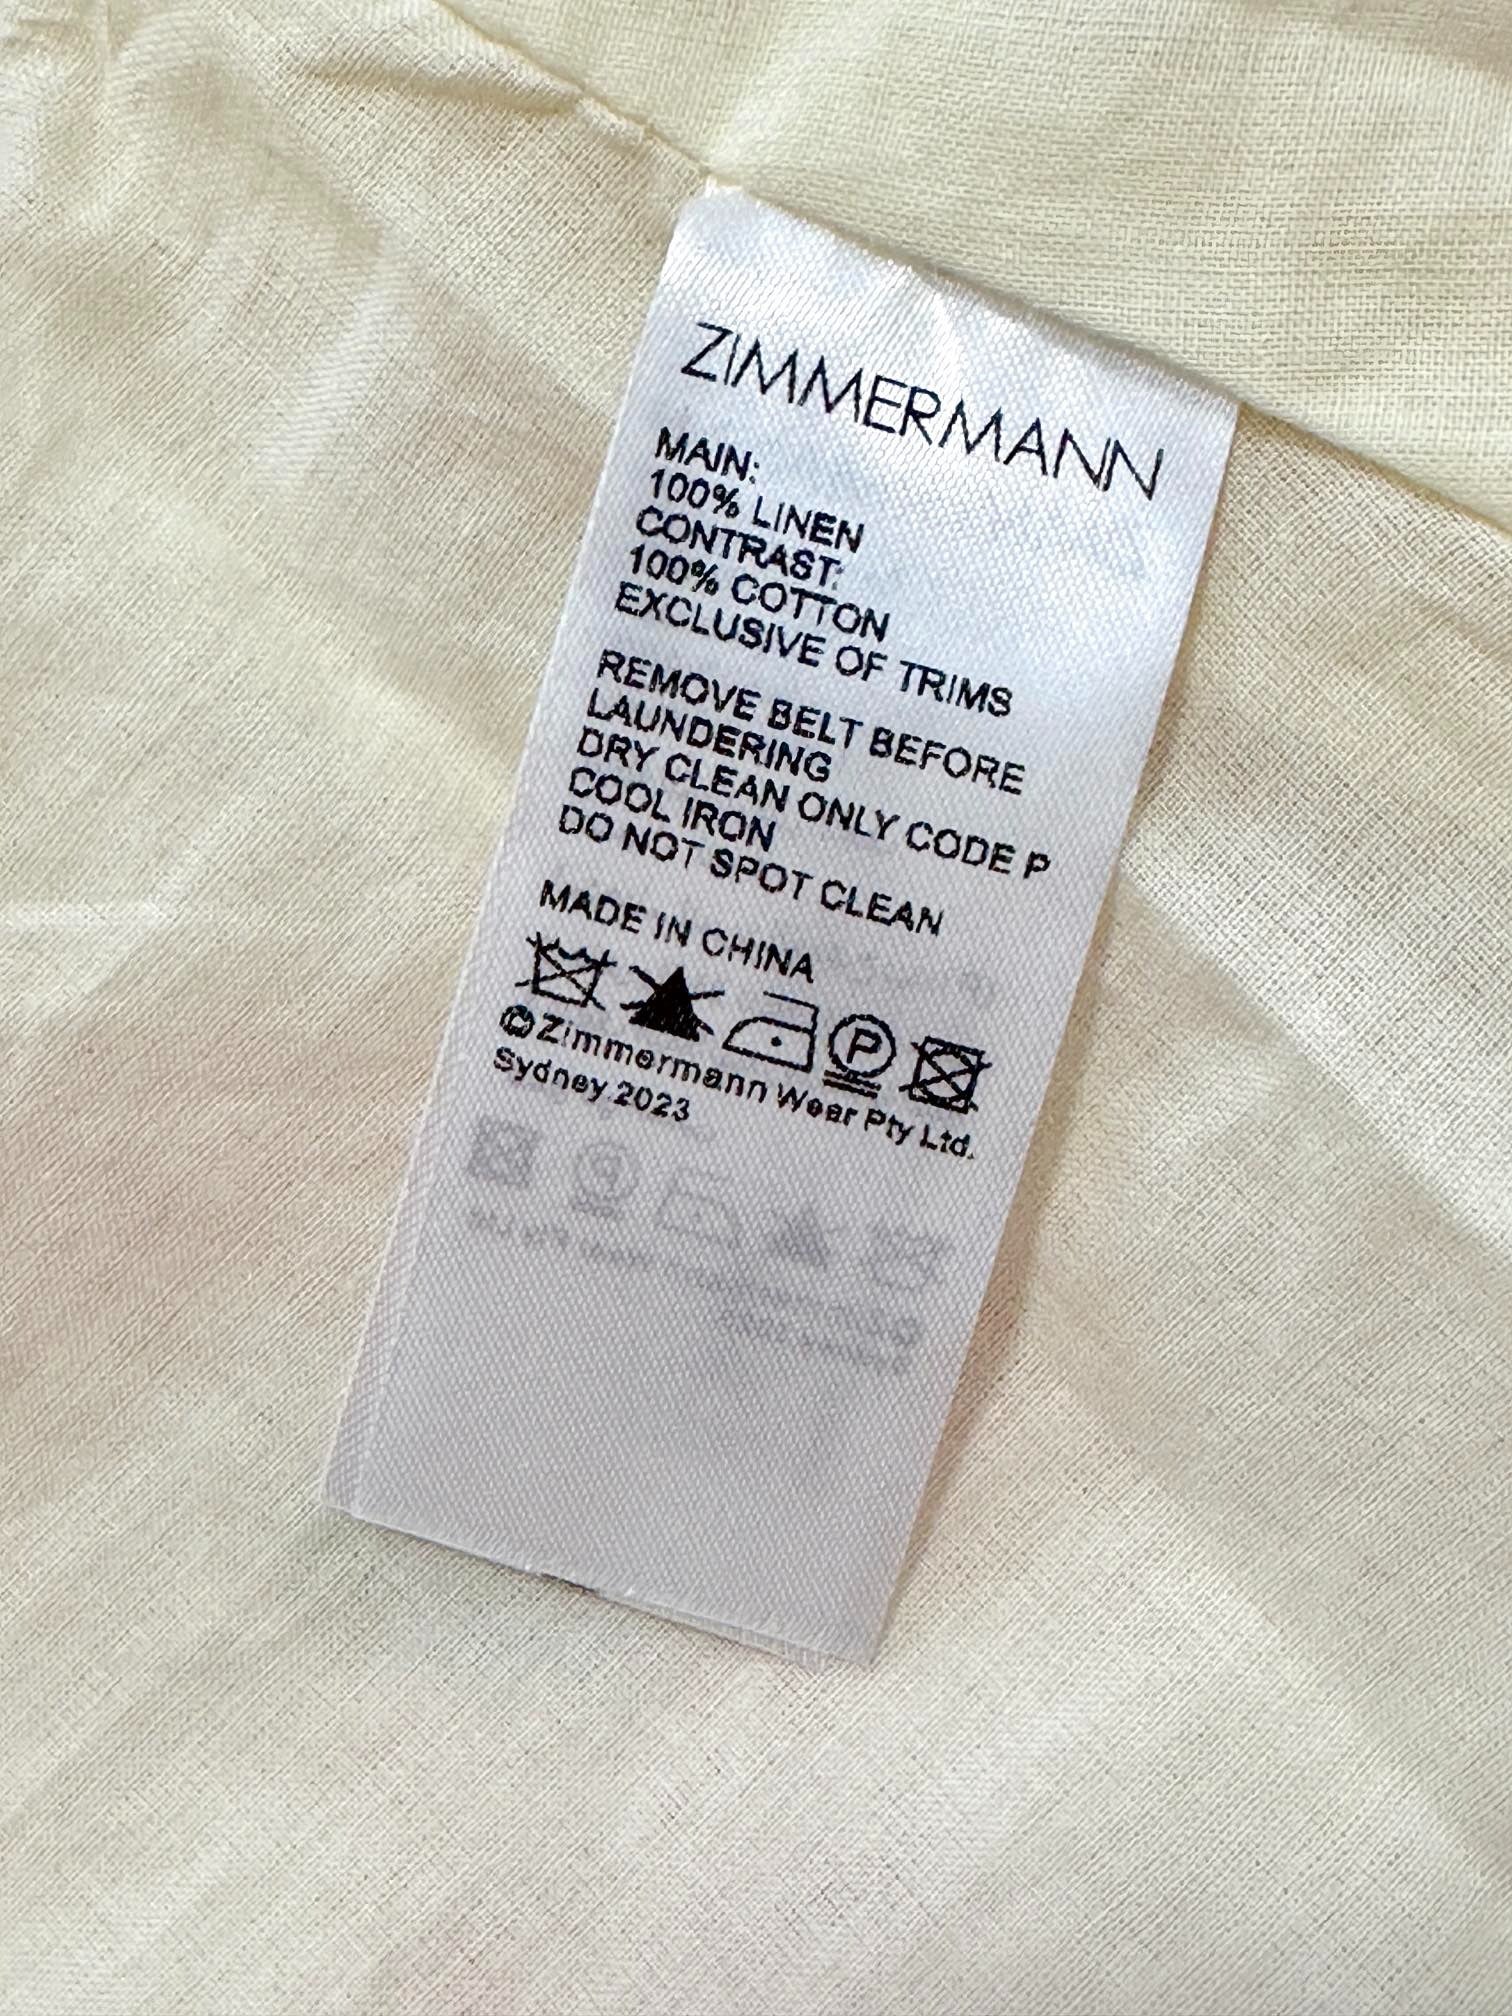 ZIMMERMANN
MAIN:
100% LINEN
CONTRAST:
100% COTTON
EXCLUSIVE OF TRIMS
REMOVE BELT BEFORE
LAUNDERING
DRY CLEAN ONLY CODE P
COOL IRON
DO NOT SPOT CLEAN
MADE IN CHINA
P
©Zimmermann Wear Pty Ltd.
Sydney 2023